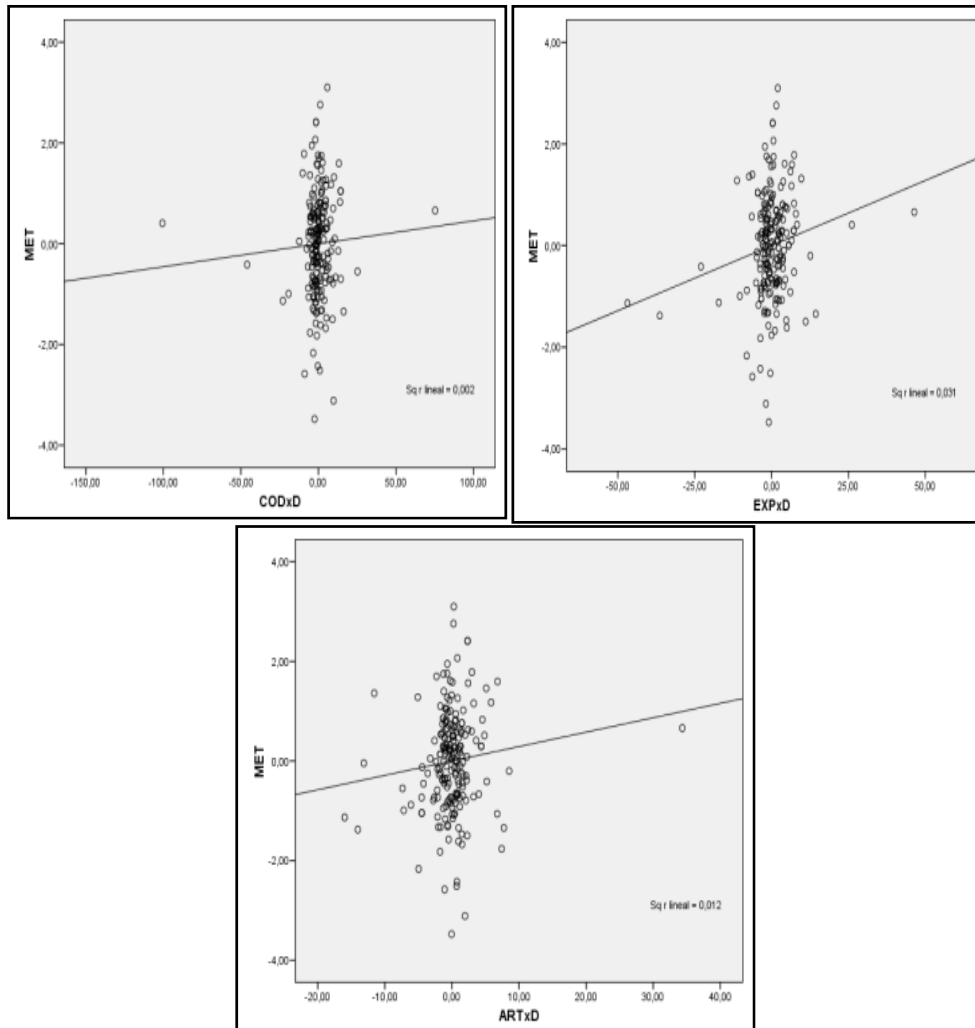 4,00
2,00
0,00
-2,00
-4,00
MET
Sq r lineal = 0,002
-150,00 -100,00 -50,00 0,00 50,00 100,00
CODxD
4,00
2,00
0,00
-2,00
-4,00
MET
Sq r lineal = 0,031
-50,00 -25,00 0,00 25,00 50,00
EXPxD
4,00
2,00
0,00
-2,00
-4,00
MET
Sq r lineal = 0,012
-20,00 -10,00 0,00 10,00 20,00 30,00 40,00
ARTxD